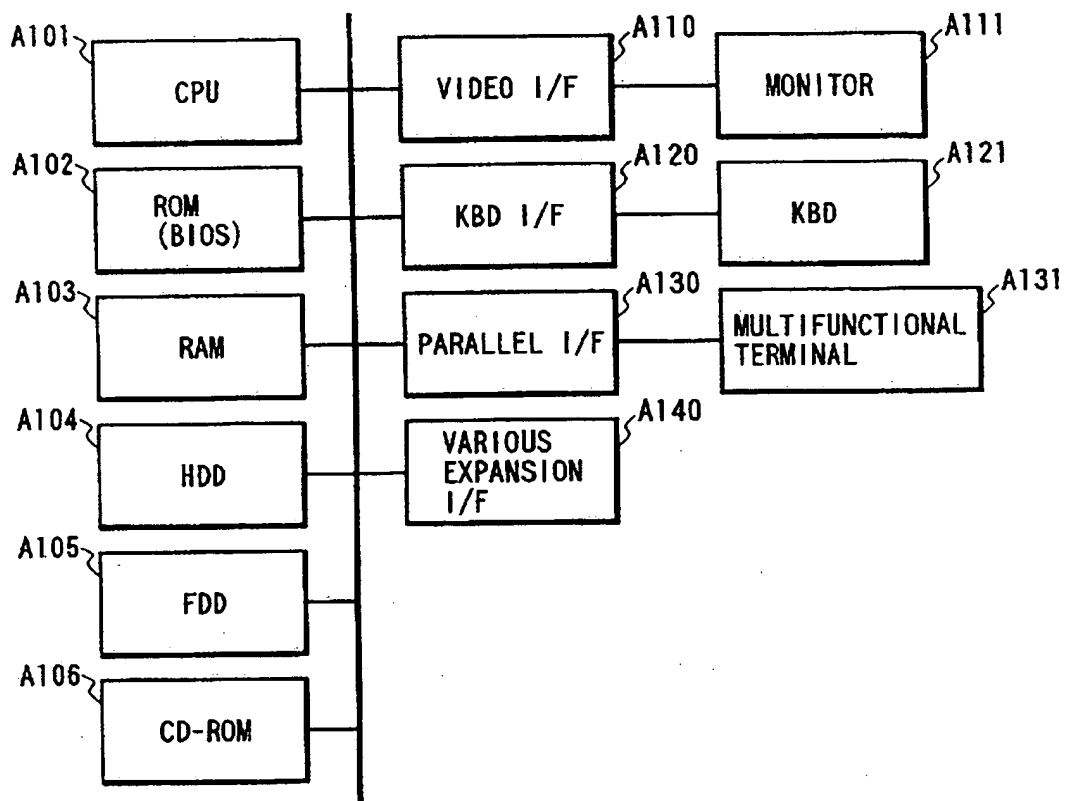 A101
CPU
A110
VIDEO I/F
A111
MONITOR
A102
ROM
(BIOS)
A120
KBD I/F
A121
KBD
A103
RAM
A130
PARALLEL I/F
A131
MULTIFUNCTIONAL
TERMINAL
A104
HDD
A140
VARIOUS
EXPANSION
I/F
A105
FDD
A106
CD-ROM